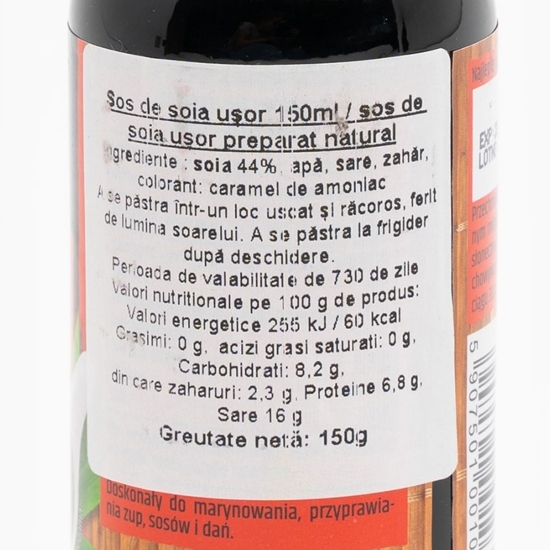 Sos de soia ușor 150ml / sos de
soia ușor preparat natural
Ingrediente : soia 44%, apă, sare, zahăr,
colorant: caramel de amoniac
A se păstra într-un loc uscat și răcoros, ferit
de lumina soarelui. A se păstra la frigider
după deschidere.
Perioada de valabilitate de 730 de zile
Valori nutritionale pe 100 g de produs:
Valori energetice 255 kJ / 60 kcal
Grasimi: 0 g, acizi grasi saturati: 0 g,
Carbohidrati: 8,2 g,
din care zaharuri: 2,3 g, Proteine 6,8 g,
Sare 16 g
Greutate netă: 150g
Doskonały do marynowania, przyprawia-
nia zup, sosów i dań.
EXP
LOT
5 907501 0010